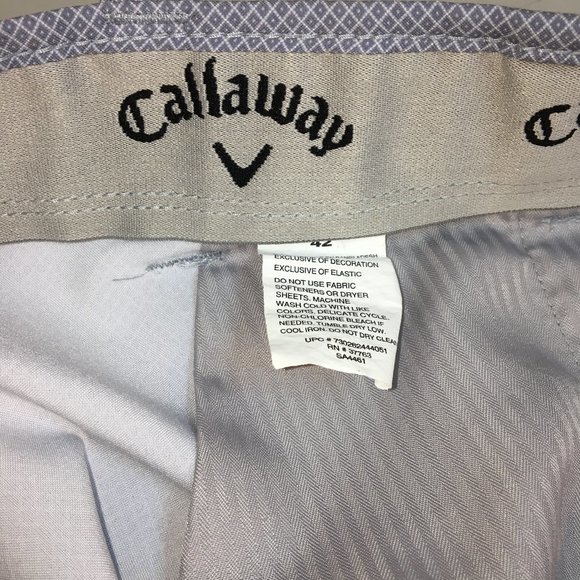 Callaway
Ca
42
EXCLUSIVE OF DECORATION
EXCLUSIVE OF ELASTIC
DO NOT USE FABRIC
SOFTENERS OR DRYER
SHEETS. MACHINE
WASH COLD WITH LIKE
COLORS, DELICATE CYCLE.
NON-CHLORINE BLEACH IF
NEEDED. TUMBLE DRY LOW.
COOL IRON. DO NOT DRY CLEAN
UPC # 730262444051
RN # 37763
SA4461